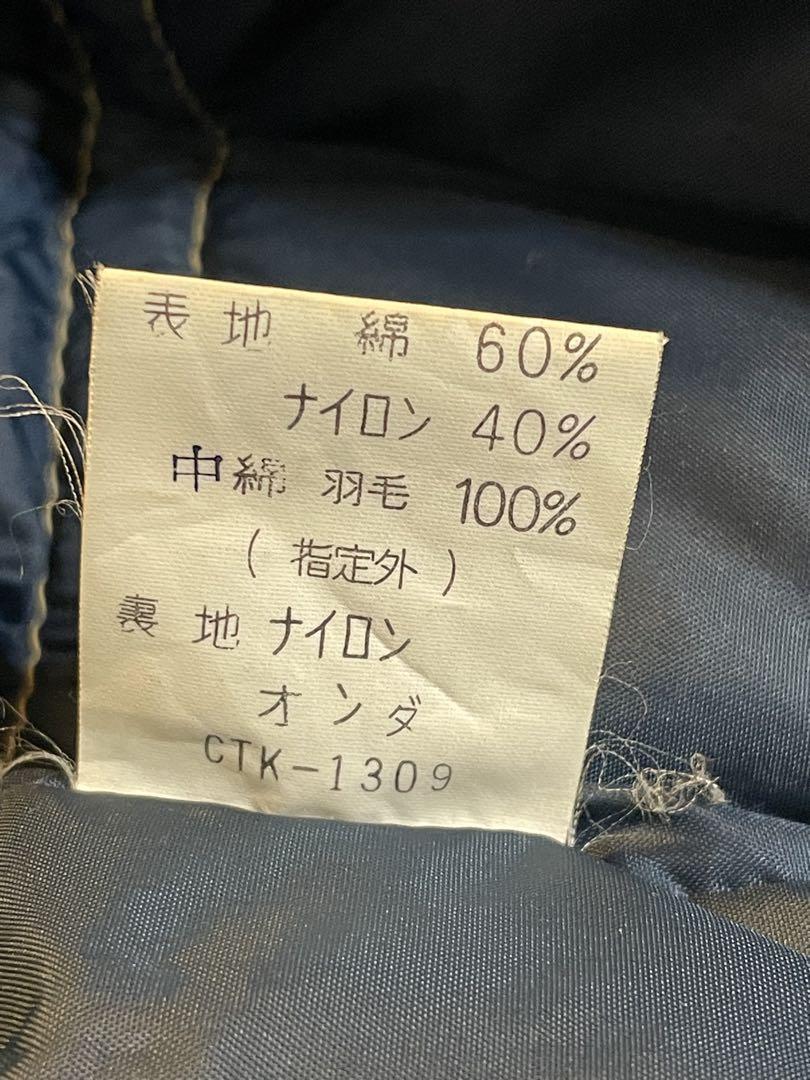 表地 綿 60%
ナイロン 40%
中綿 羽毛 100%
(指定外)
裏地 ナイロン
オンダ
CTK-1309